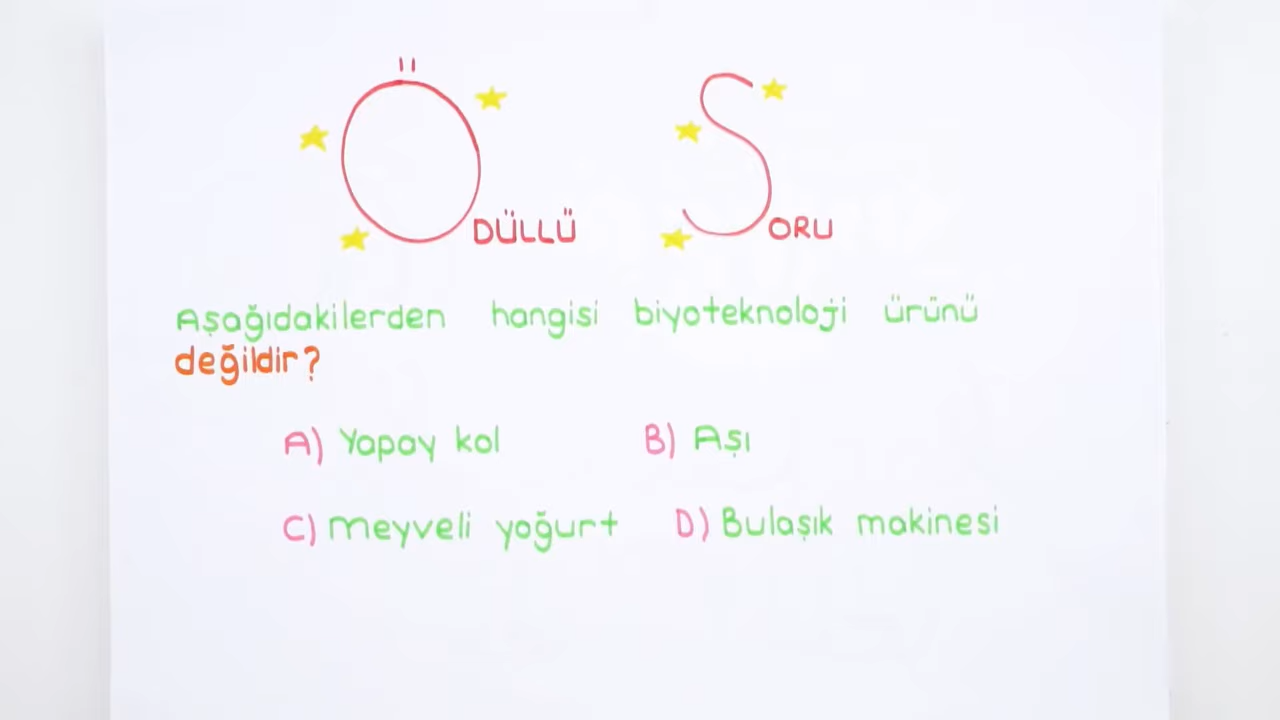 ÖDÜLLÜ SORU
Aşağıdakilerden hangisi biyoteknoloji ürünü
değildir?
A) Yapay kol B) Aşı
C) Meyveli yoğurt D) Bulaşık makinesi